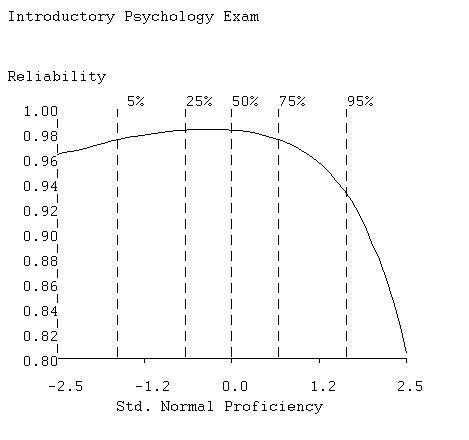 Introductory Psychology Exam
Reliability
5% 25% 50% 75% 95%
1.00
0.98
0.96
0.94
0.92
0.90
0.88
0.86
0.84
0.82
0.80
-2.5 -1.2 0.0 1.2 2.5
Std. Normal Proficiency